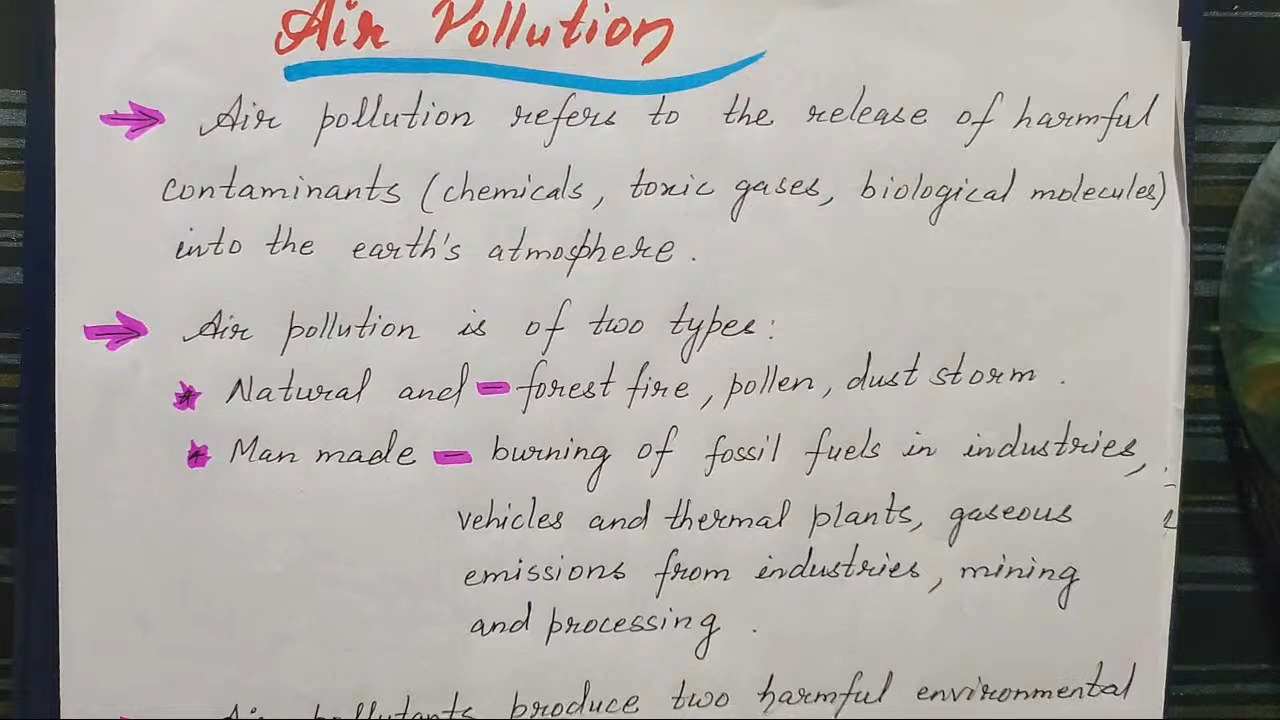 Air Pollution
Air pollution refers to the release of harmful
contaminants (chemicals, toxic gases, biological molecules)
into the earth's atmosphere.
Air pollution is of two types:
* Natural and - forest fire, pollen, dust storm.
* Man made - burning of fossil fuels in industries,
vehicles and thermal plants, gaseous
emissions from industries, mining
and processing.
Air pollutants produce two harmful environmental